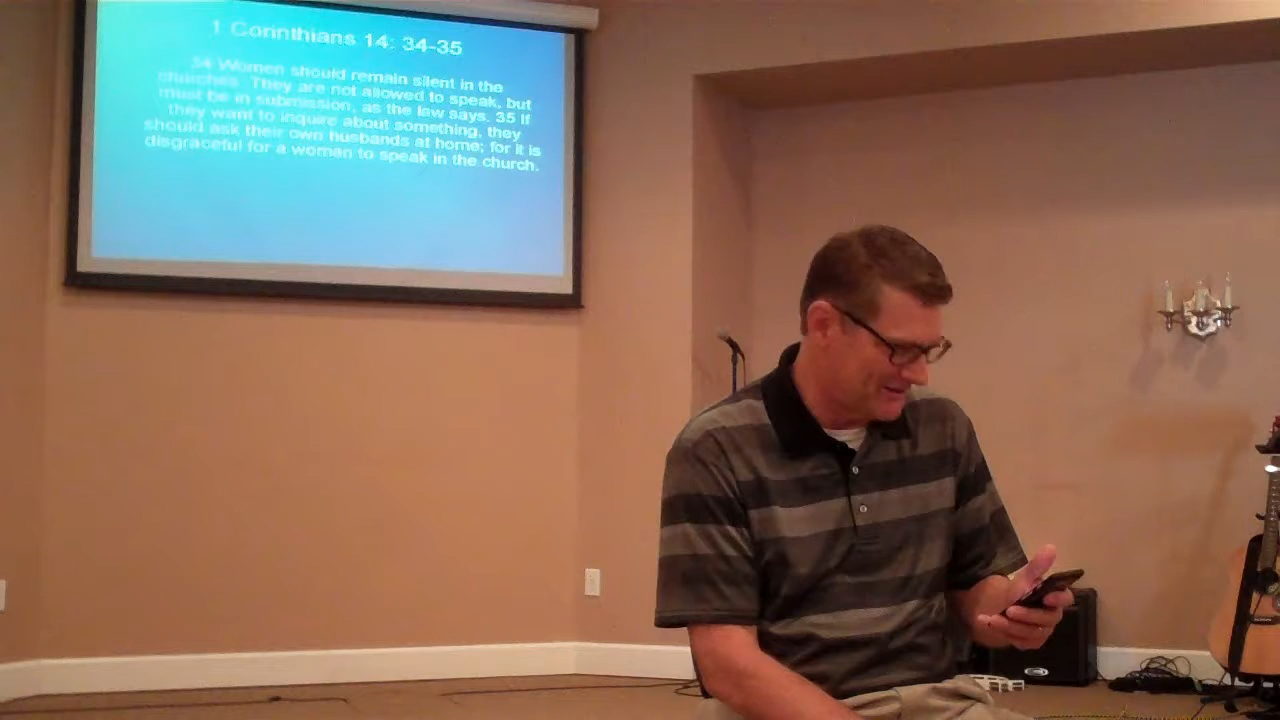 1 Corinthians 14: 34-35
34 Women should remain silent in the
churches. They are not allowed to speak, but
must be in submission, as the law says. 35 If
they want to inquire about something, they
should ask their own husbands at home; for it is
disgraceful for a woman to speak in the church.